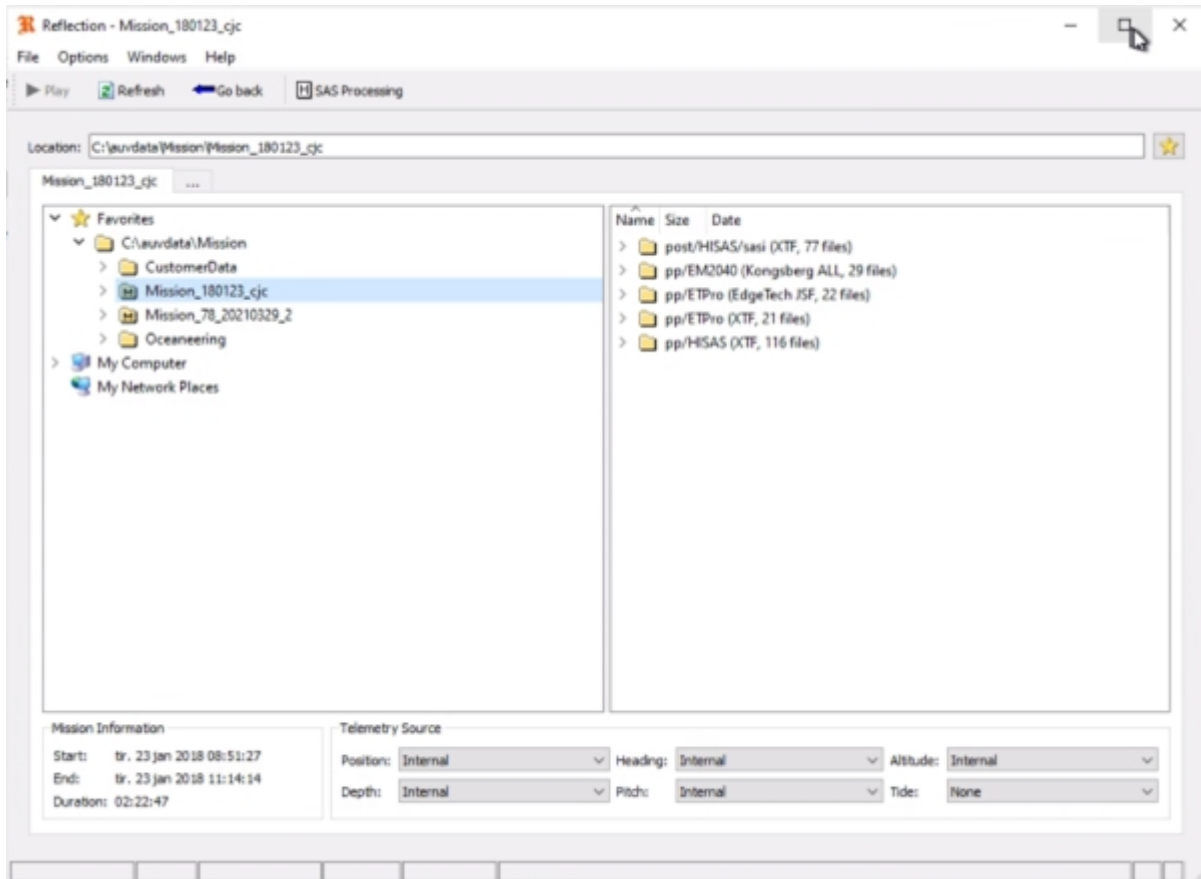 Reflection - Mission_180123_cjc
File Options Windows Help
Play Refresh Go back SAS Processing
Location: C:\auvdata\Mission\Mission_180123_cjc
Mission_180123_cjc ...
Favorites
C:\auvdata\Mission
CustomerData
Mission_180123_cjc
Mission_78_20210329_2
Oceaneering
My Computer
My Network Places
Name Size Date
post/HISAS/sasi (XTF, 77 files)
pp/EM2040 (Kongsberg ALL, 29 files)
pp/ETPro (EdgeTech JSF, 22 files)
pp/ETPro (XTF, 21 files)
pp/HISAS (XTF, 116 files)
Mission Information
Start: tir. 23 jan 2018 08:51:27
End: tir. 23 jan 2018 11:14:14
Duration: 02:22:47
Telemetry Source
Position: Internal Heading: Internal Altitude: Internal
Depth: Internal Pitch: Internal Tide: None